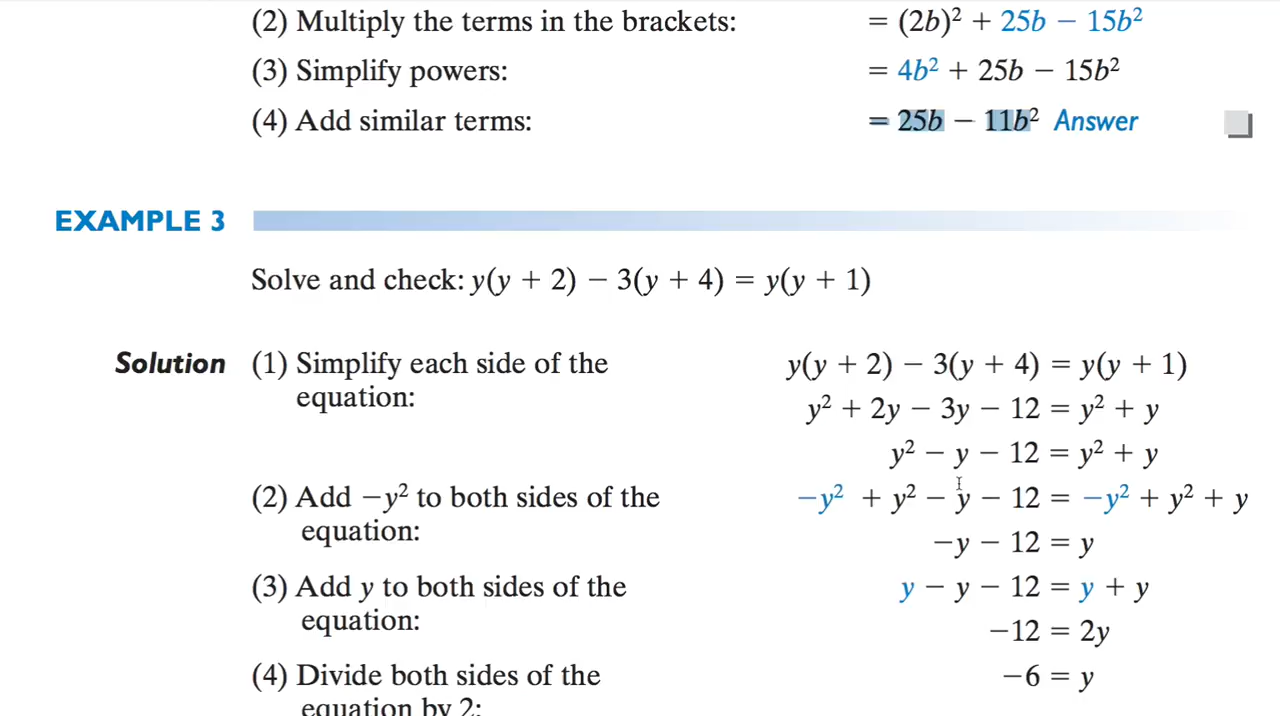 (2) Multiply the terms in the brackets: = (2b)² + 25b − 15b²
(3) Simplify powers: = 4b² + 25b − 15b²
(4) Add similar terms: = 25b − 11b² Answer
EXAMPLE 3
Solve and check: y(y + 2) − 3(y + 4) = y(y + 1)
Solution (1) Simplify each side of the y(y + 2) − 3(y + 4) = y(y + 1)
equation: y² + 2y − 3y − 12 = y² + y
y² − y − 12 = y² + y
(2) Add −y² to both sides of the −y² + y² − y − 12 = −y² + y² + y
equation: −y − 12 = y
(3) Add y to both sides of the y − y − 12 = y + y
equation: −12 = 2y
(4) Divide both sides of the −6 = y
equation by 2: